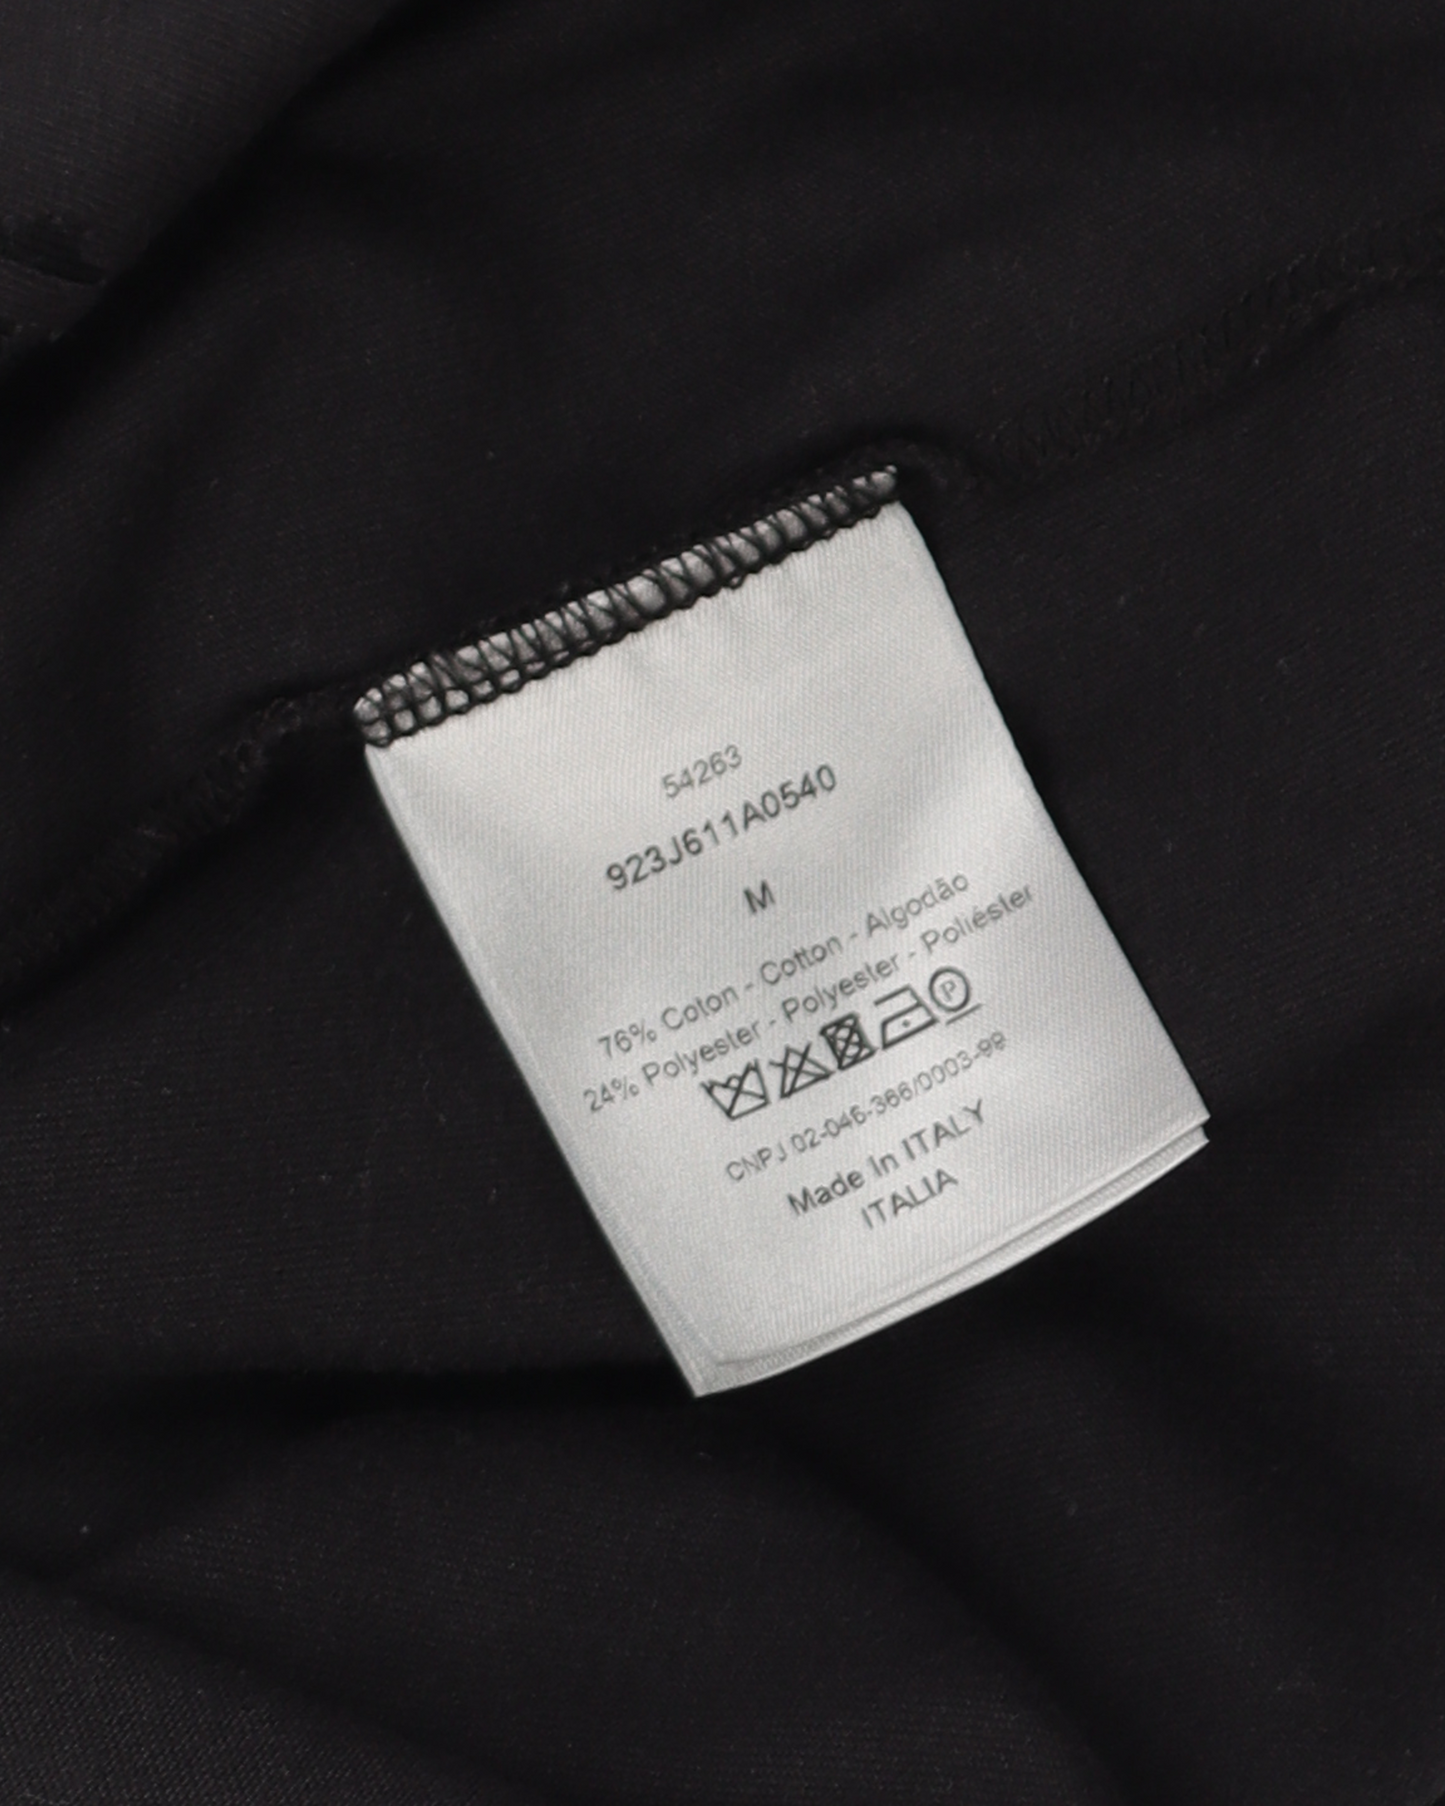 54263
923J611A0540
M
76% Coton - Cotton - Algodão
24% Polyester - Polyester - Poliéster
P
CNPJ 02-046-366/0003-99
Made In ITALY
ITALIA